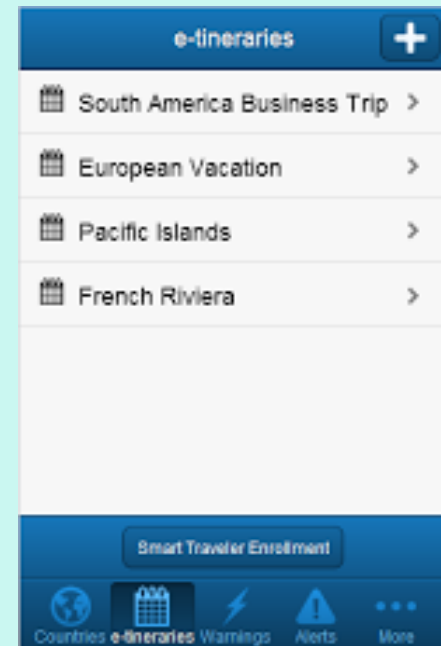 e-tineraries
South America Business Trip
European Vacation
Pacific Islands
French Riviera
Smart Traveler Enrollment
Countries e-tineraries Warnings Alerts More